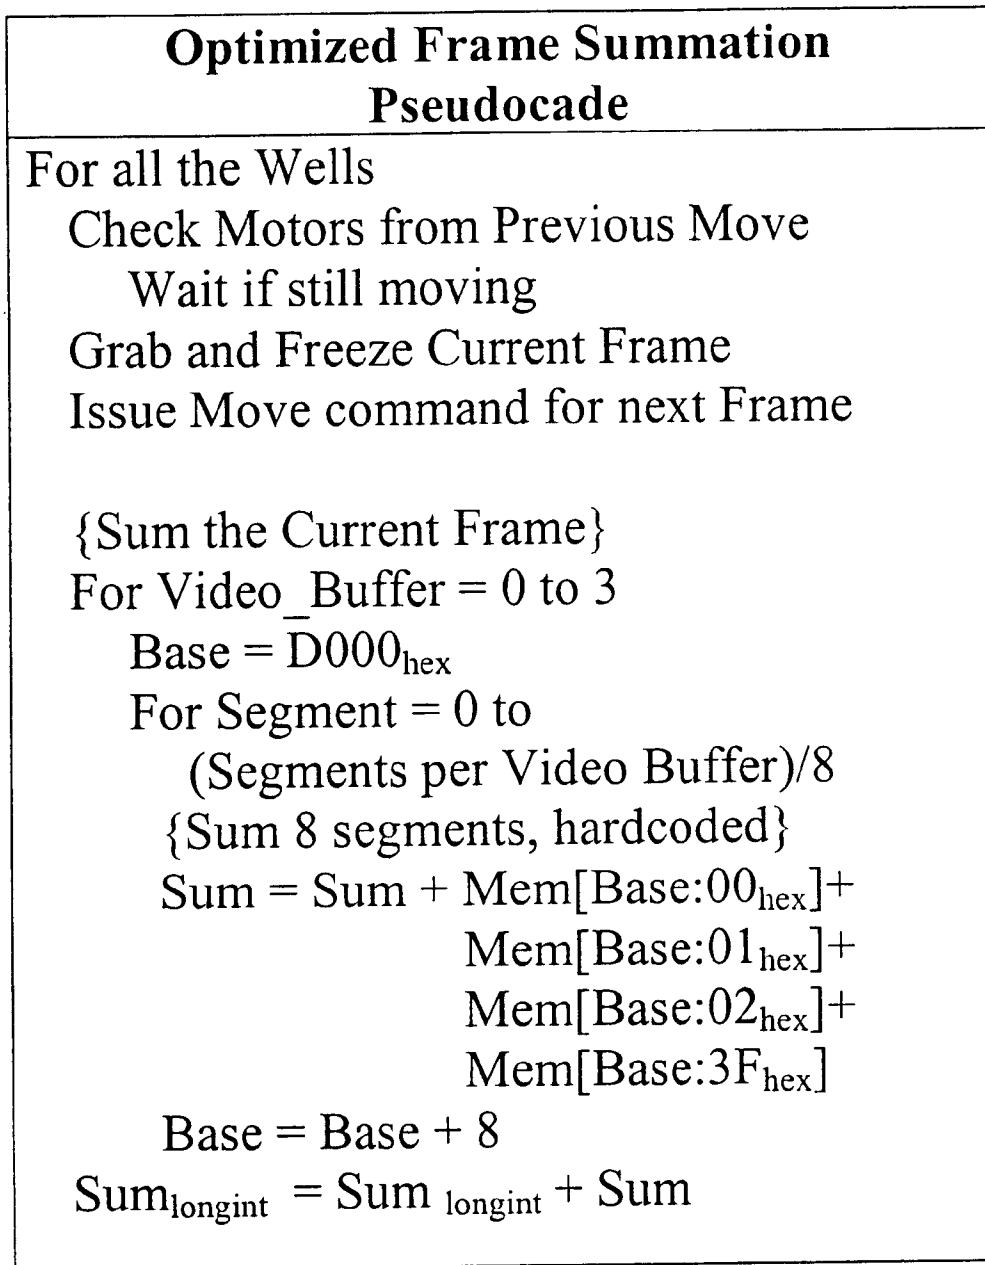 Optimized Frame Summation
Pseudocade
For all the Wells
Check Motors from Previous Move
Wait if still moving
Grab and Freeze Current Frame
Issue Move command for next Frame
{Sum the Current Frame}
For Video_Buffer = 0 to 3
Base = D000hex
For Segment = 0 to
(Segments per Video Buffer)/8
{Sum 8 segments, hardcoded}
Sum = Sum + Mem[Base:00hex]+
Mem[Base:01hex]+
Mem[Base:02hex]+
Mem[Base:3Fhex]
Base = Base + 8
Sumlongint = Sum longint + Sum